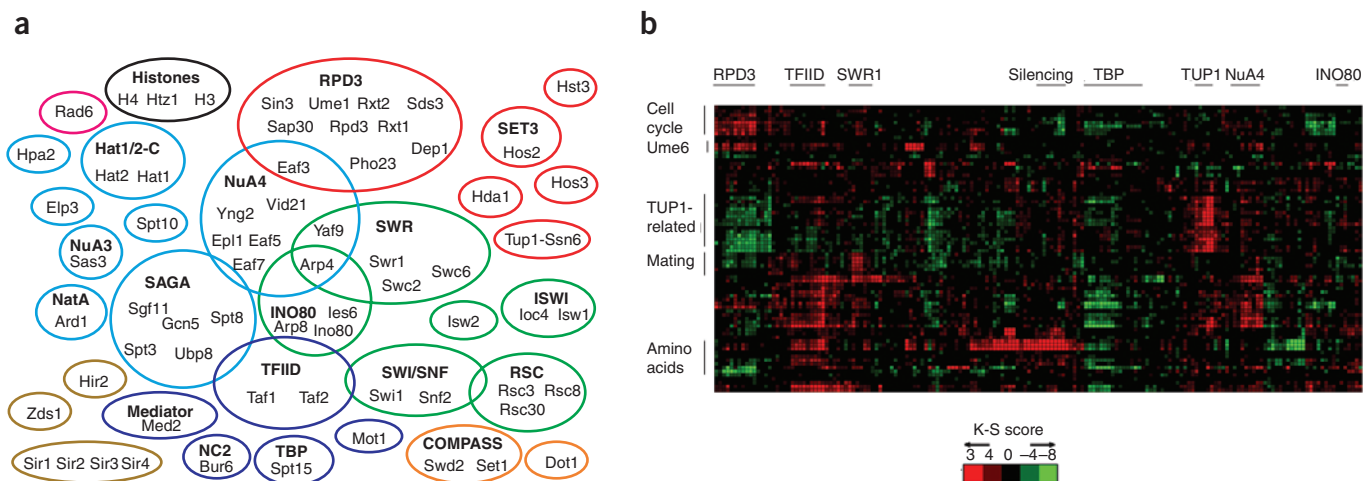 a
Histones
H4 Htz1 H3
Rad6
Hpa2
Hat1/2-C
Hat2 Hat1
Elp3
Spt10
NuA3
Sas3
NatA
Ard1
RPD3
Sin3 Ume1 Rxt2 Sds3
Sap30 Rpd3 Rxt1
Dep1
Pho23
Eaf3
NuA4
Yng2 Vid21
Epl1 Eaf5
Eaf7
Yaf9
Arp4
SWR
Swr1
Swc6
Swc2
Hst3
SET3
Hos2
Hos3
Hda1
Tup1-Ssn6
SAGA
Sgf11
Gcn5 Spt8
Spt3
Ubp8
INO80 Ies6
Arp8 Ino80
Isw2
ISWI
Ioc4 Isw1
TFIID
Taf1 Taf2
SWI/SNF
Swi1 Snf2
RSC
Rsc3 Rsc8
Rsc30
Hir2
Zds1
Mediator
Med2
Sir1 Sir2 Sir3 Sir4
NC2
Bur6
TBP
Spt15
Mot1
COMPASS
Swd2 Set1
Dot1
b
RPD3 TFIID SWR1 Silencing TBP TUP1 NuA4 INO80
Cell
cycle
Ume6
TUP1-
related
Mating
Amino
acids
K-S score
3 4 0 –4 –8